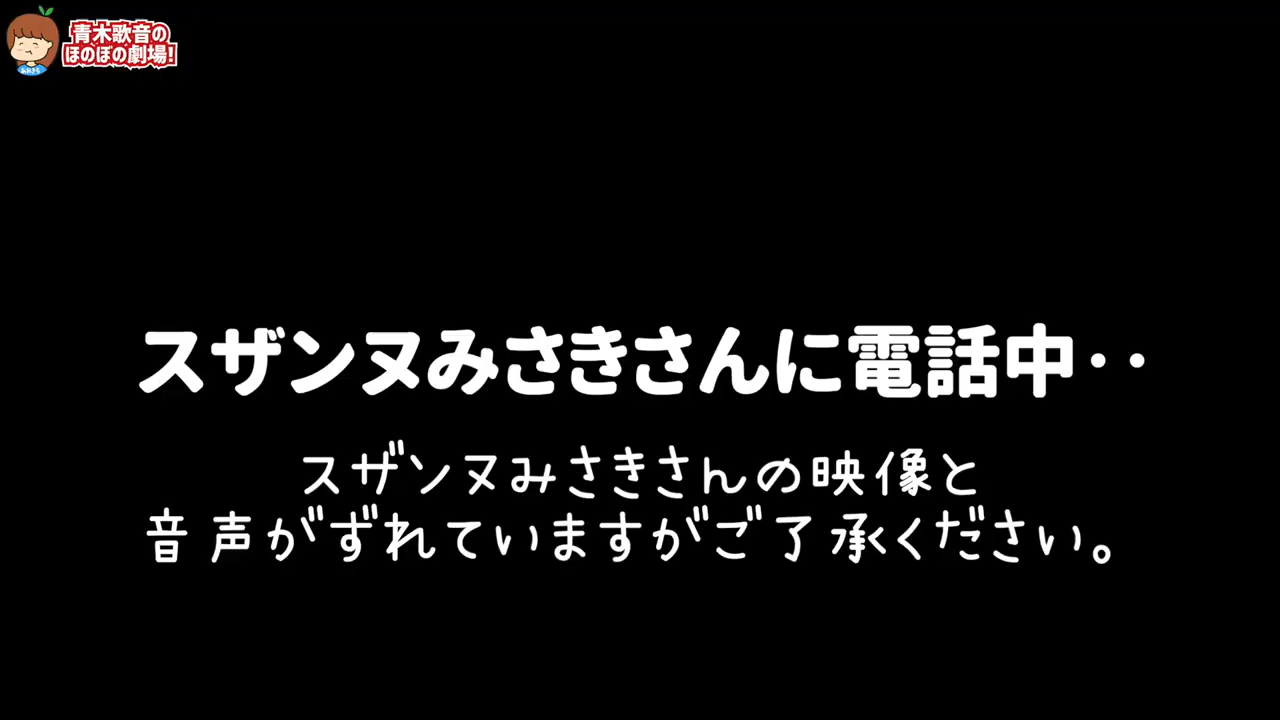 青木歌音の
ほのぼの劇場!
スザンヌみさきさんに電話中‥
スザンヌみさきさんの映像と
音声がずれていますがご了承ください。